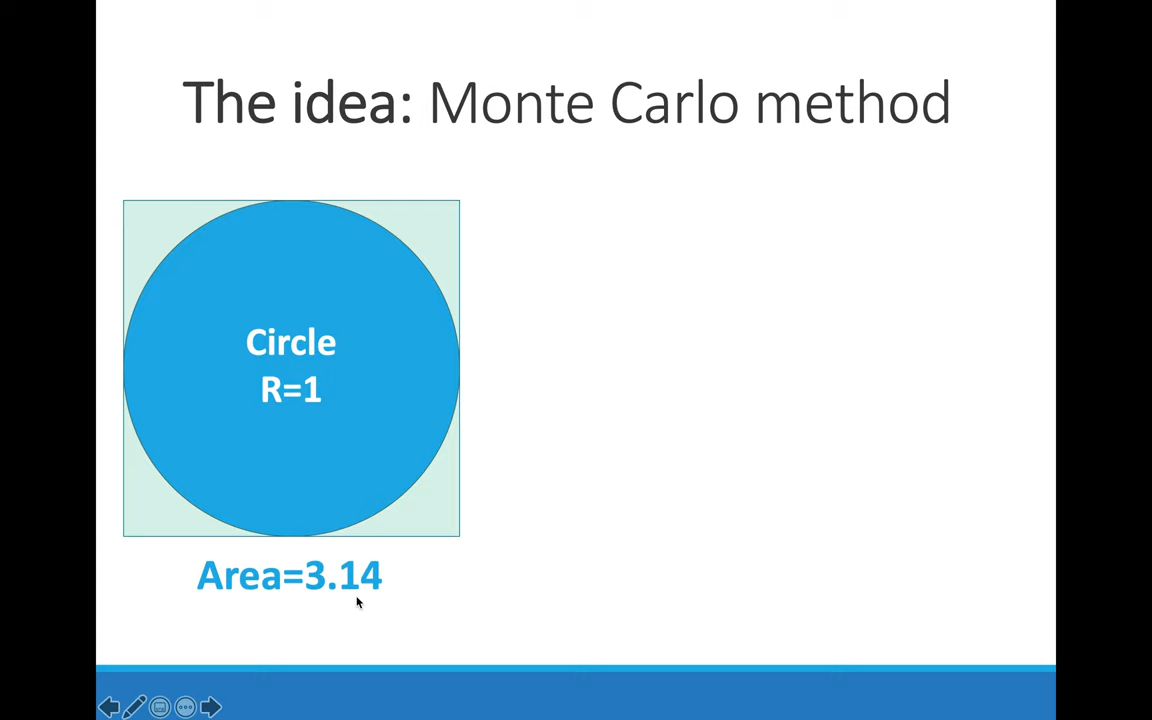 The idea: Monte Carlo method
Circle
R=1
Area=3.14